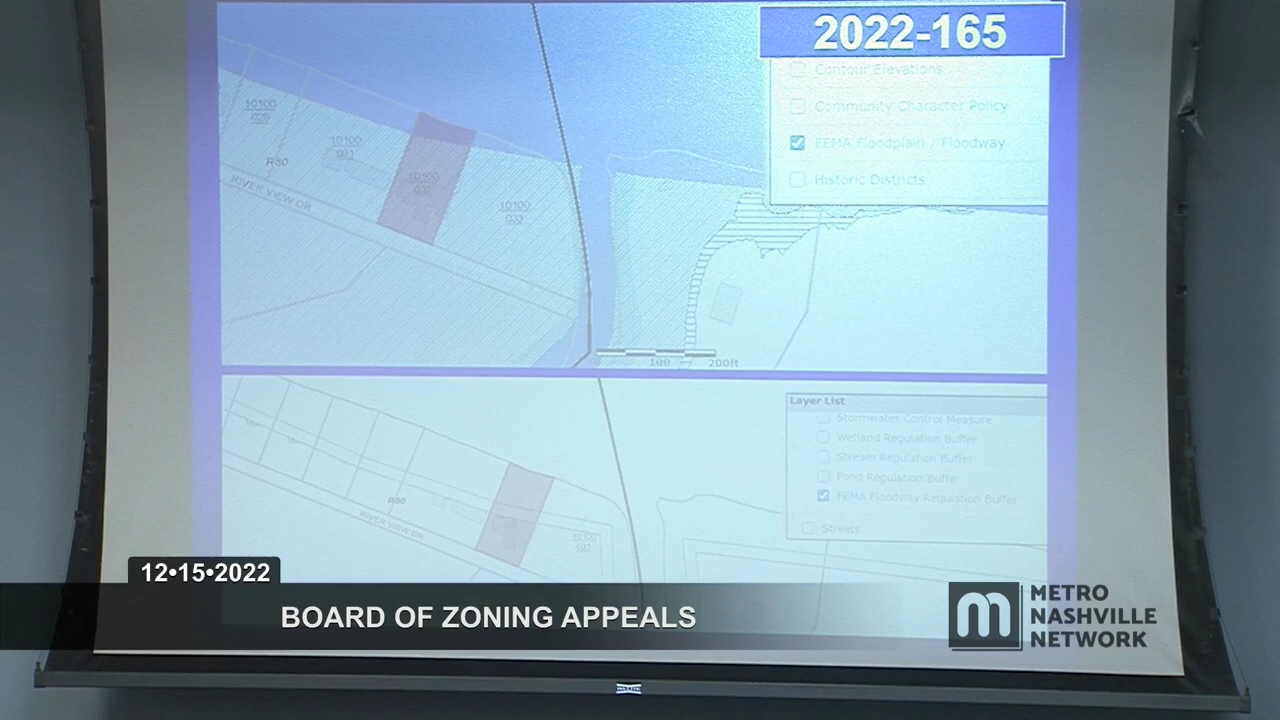 2022-165
Contour Elevations
Community Character Policy
FEMA Floodplain / Floodway
Historic Districts
10100
029
10100
031
R80
10100
10100
033
RIVER VIEW DR
100
200ft
Layer List
Stormwater Control Measure
Wetland Regulation Buffer
Stream Regulation Buffer
Pond Regulation Buffer
FEMA Floodway Regulation Buffer
Streets
R80
RIVER VIEW DR
10100
033
12•15•2022
BOARD OF ZONING APPEALS
m
METRO
NASHVILLE
NETWORK